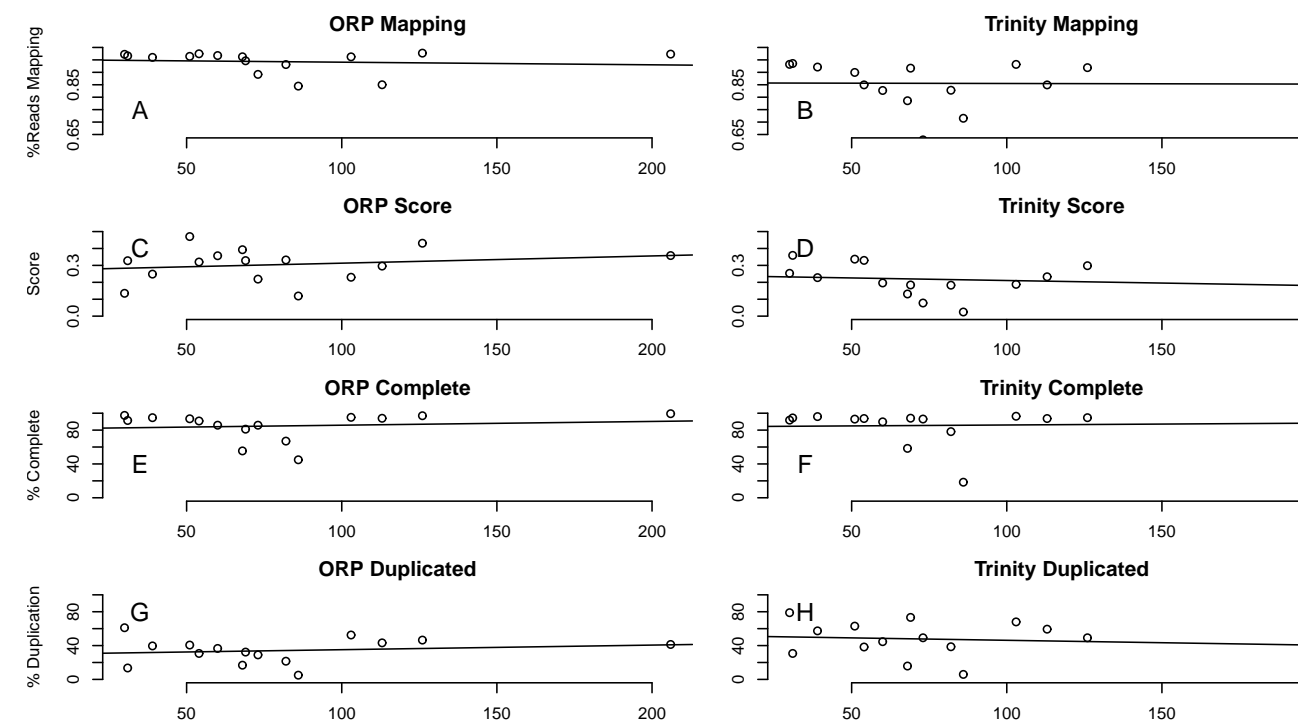 ORP Mapping
%Reads Mapping
0.65 0.85
A
50 100 150 200
Trinity Mapping
0.65 0.85
B
50 100 150
ORP Score
Score
0.0 0.3
C
50 100 150 200
Trinity Score
0.0 0.3
D
50 100 150
ORP Complete
% Complete
0 40 80
E
50 100 150 200
Trinity Complete
0 40 80
F
50 100 150
ORP Duplicated
% Duplication
0 40 80
G
50 100 150 200
Trinity Duplicated
0 40 80
H
50 100 150